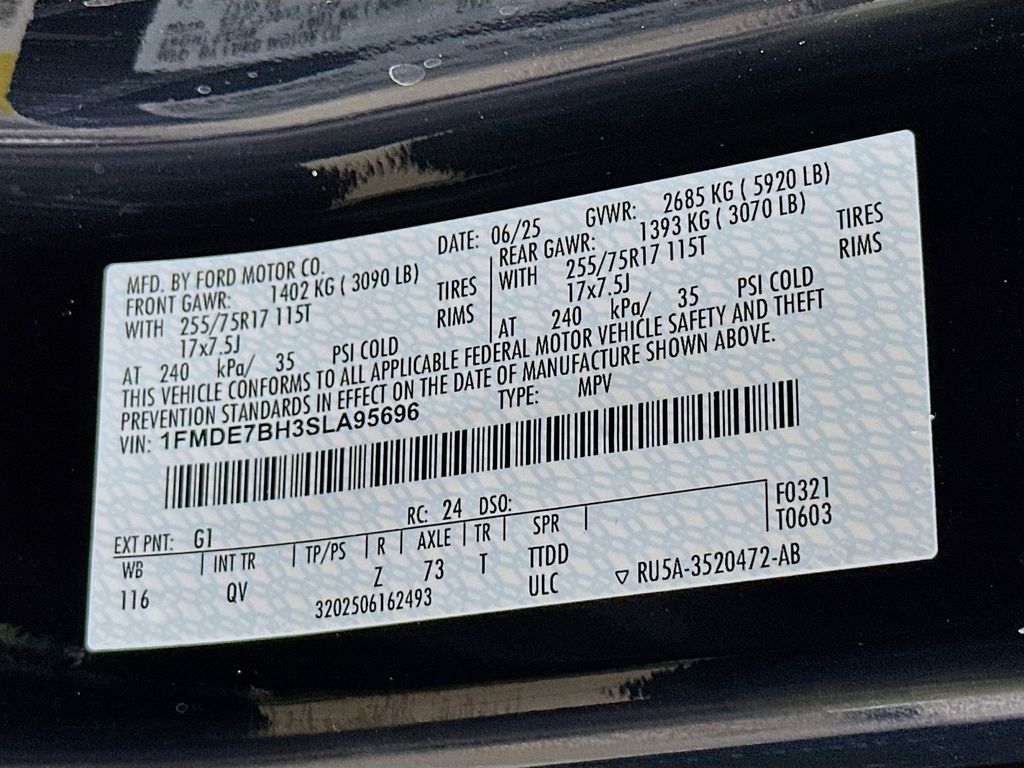 MFD. BY FORD MOTOR CO.
DATE: 06/25 GVWR: 2685 KG ( 5920 LB)
FRONT GAWR: 1402 KG ( 3090 LB)
WITH 255/75R17 115T TIRES
17x7.5J RIMS
AT 240 kPa/ 35 PSI COLD
REAR GAWR: 1393 KG ( 3070 LB)
WITH 255/75R17 115T TIRES
17x7.5J RIMS
AT 240 kPa/ 35 PSI COLD
THIS VEHICLE CONFORMS TO ALL APPLICABLE FEDERAL MOTOR VEHICLE SAFETY AND THEFT
PREVENTION STANDARDS IN EFFECT ON THE DATE OF MANUFACTURE SHOWN ABOVE.
VIN: 1FMDE7BH3SLA95696 TYPE: MPV
EXT PNT: G1 RC: 24 DSO: F0321
T0603
WB INT TR TP/PS R AXLE TR SPR
116 QV Z 73 T TTDD
3202506162493 ULC RU5A-3520472-AB